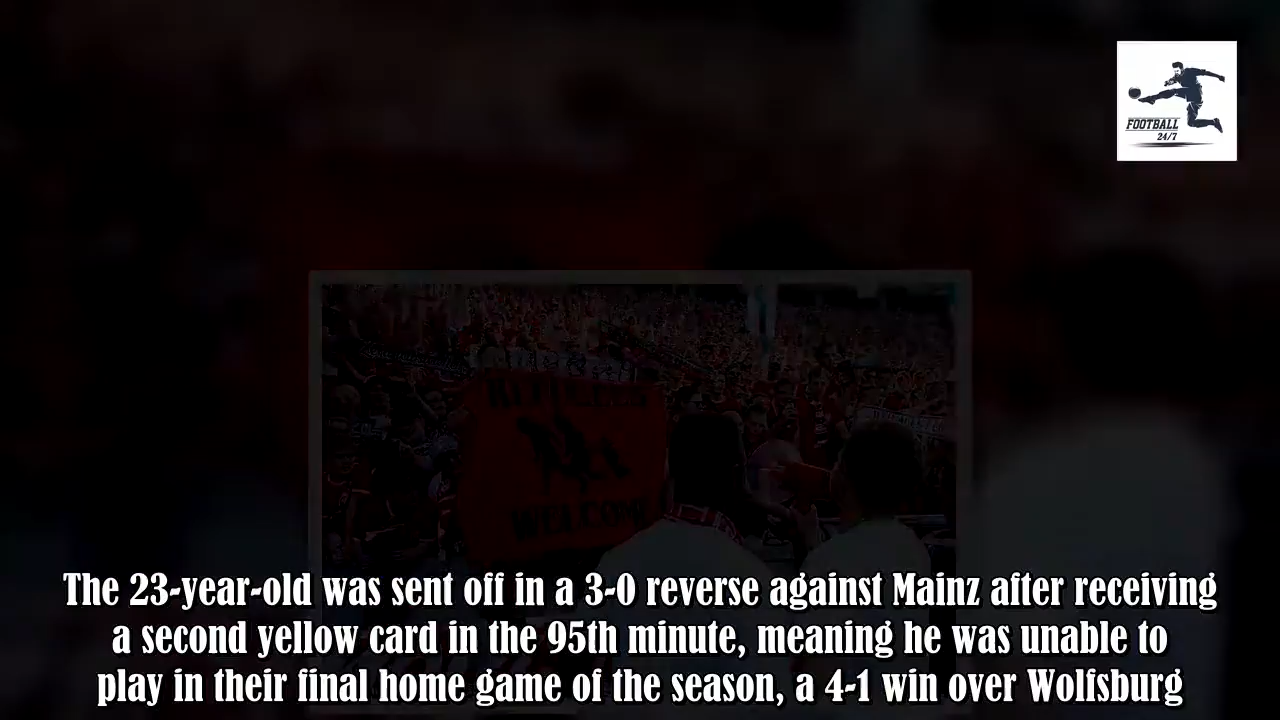 FOOTBALL
24/7
REFUGEES
WELCOME
The 23-year-old was sent off in a 3-0 reverse against Mainz after receiving
a second yellow card in the 95th minute, meaning he was unable to
play in their final home game of the season, a 4-1 win over Wolfsburg